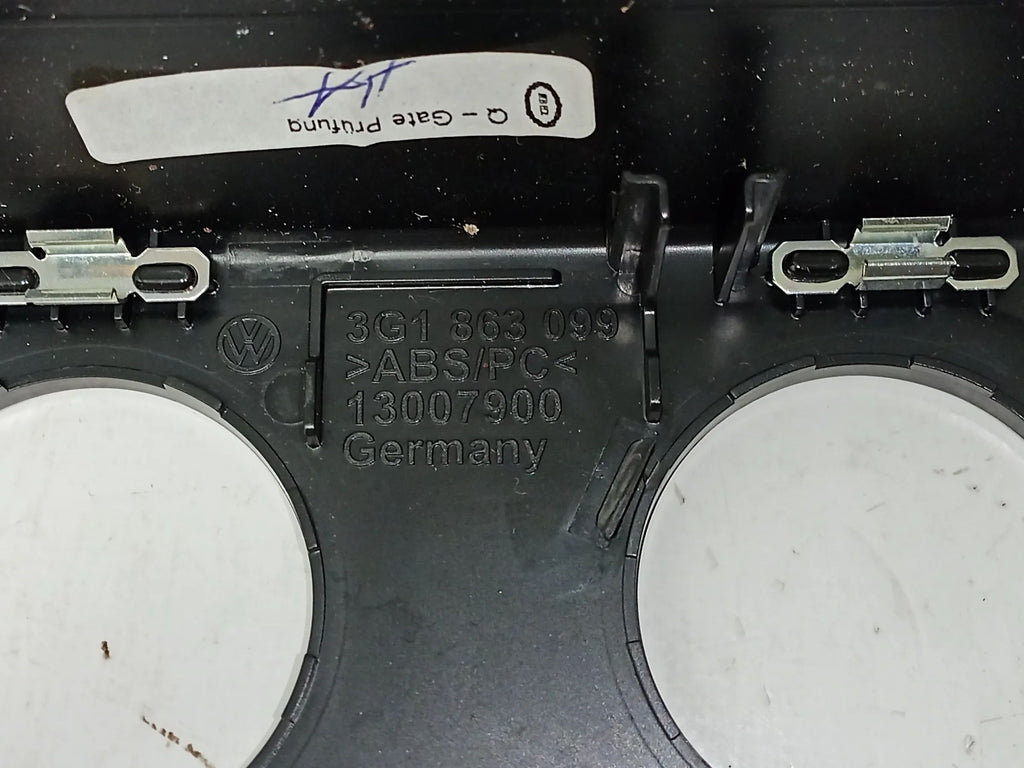 Q - Gate Prüfung
3G1 863 099
>ABS/PC<
13007900
Germany